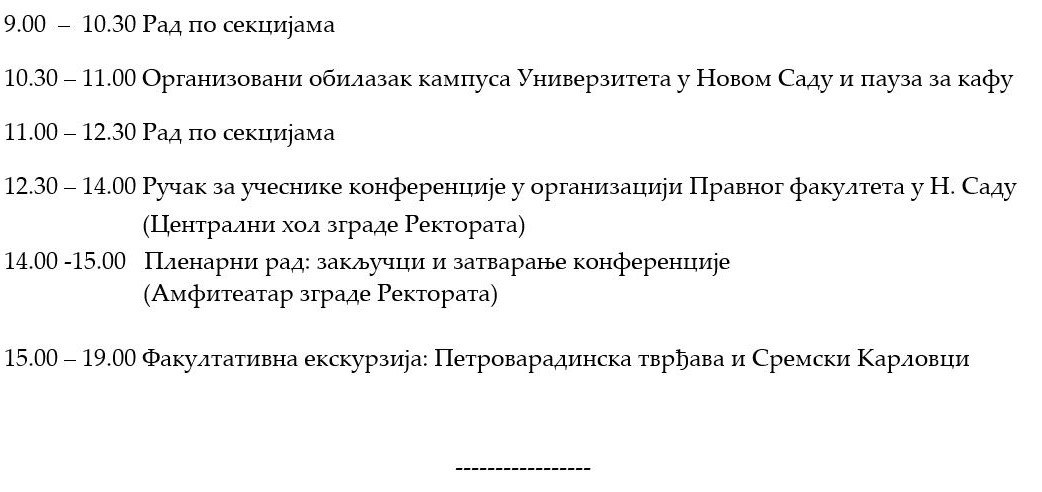 9.00 – 10.30 Рад по секцијама
10.30 – 11.00 Организовани обилазак кампуса Универзитета у Новом Саду и пауза за кафу
11.00 – 12.30 Рад по секцијама
12.30 – 14.00 Ручак за учеснике конференције у организацији Правног факултета у Н. Саду
(Централни хол зграде Ректората)
14.00 -15.00 Пленарни рад: закључци и затварање конференције
(Амфитеатар зграде Ректората)
15.00 – 19.00 Факултативна екскурзија: Петроварадинска тврђава и Сремски Карловци
-----------------